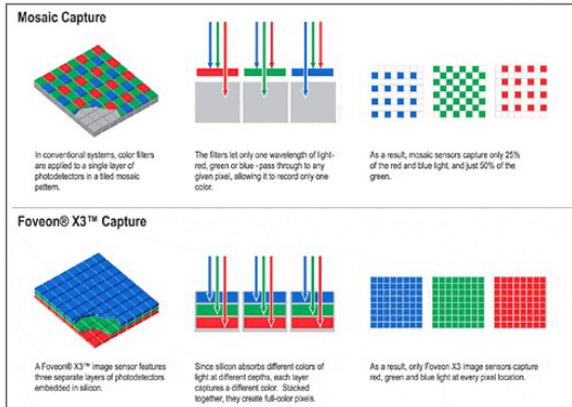 Mosaic Capture
In conventional systems, color filters
are applied to a single layer of
photodetectors in a tiled mosaic
pattern.
The filters let only one wavelength of light-
red, green or blue - pass through to any
given pixel, allowing it to record only one
color.
As a result, mosaic sensors capture only 25%
of the red and blue light, and just 50% of
the green.
Foveon® X3™ Capture
A Foveon® X3™ image sensor features
three separate layers of photodetectors
embedded in silicon.
Since silicon absorbs different colors of
light at different depths, each layer
captures a different color. Stacked
together, they create full-color pixels.
As a result, only Foveon X3 image sensors capture
red, green and blue light at every pixel location.